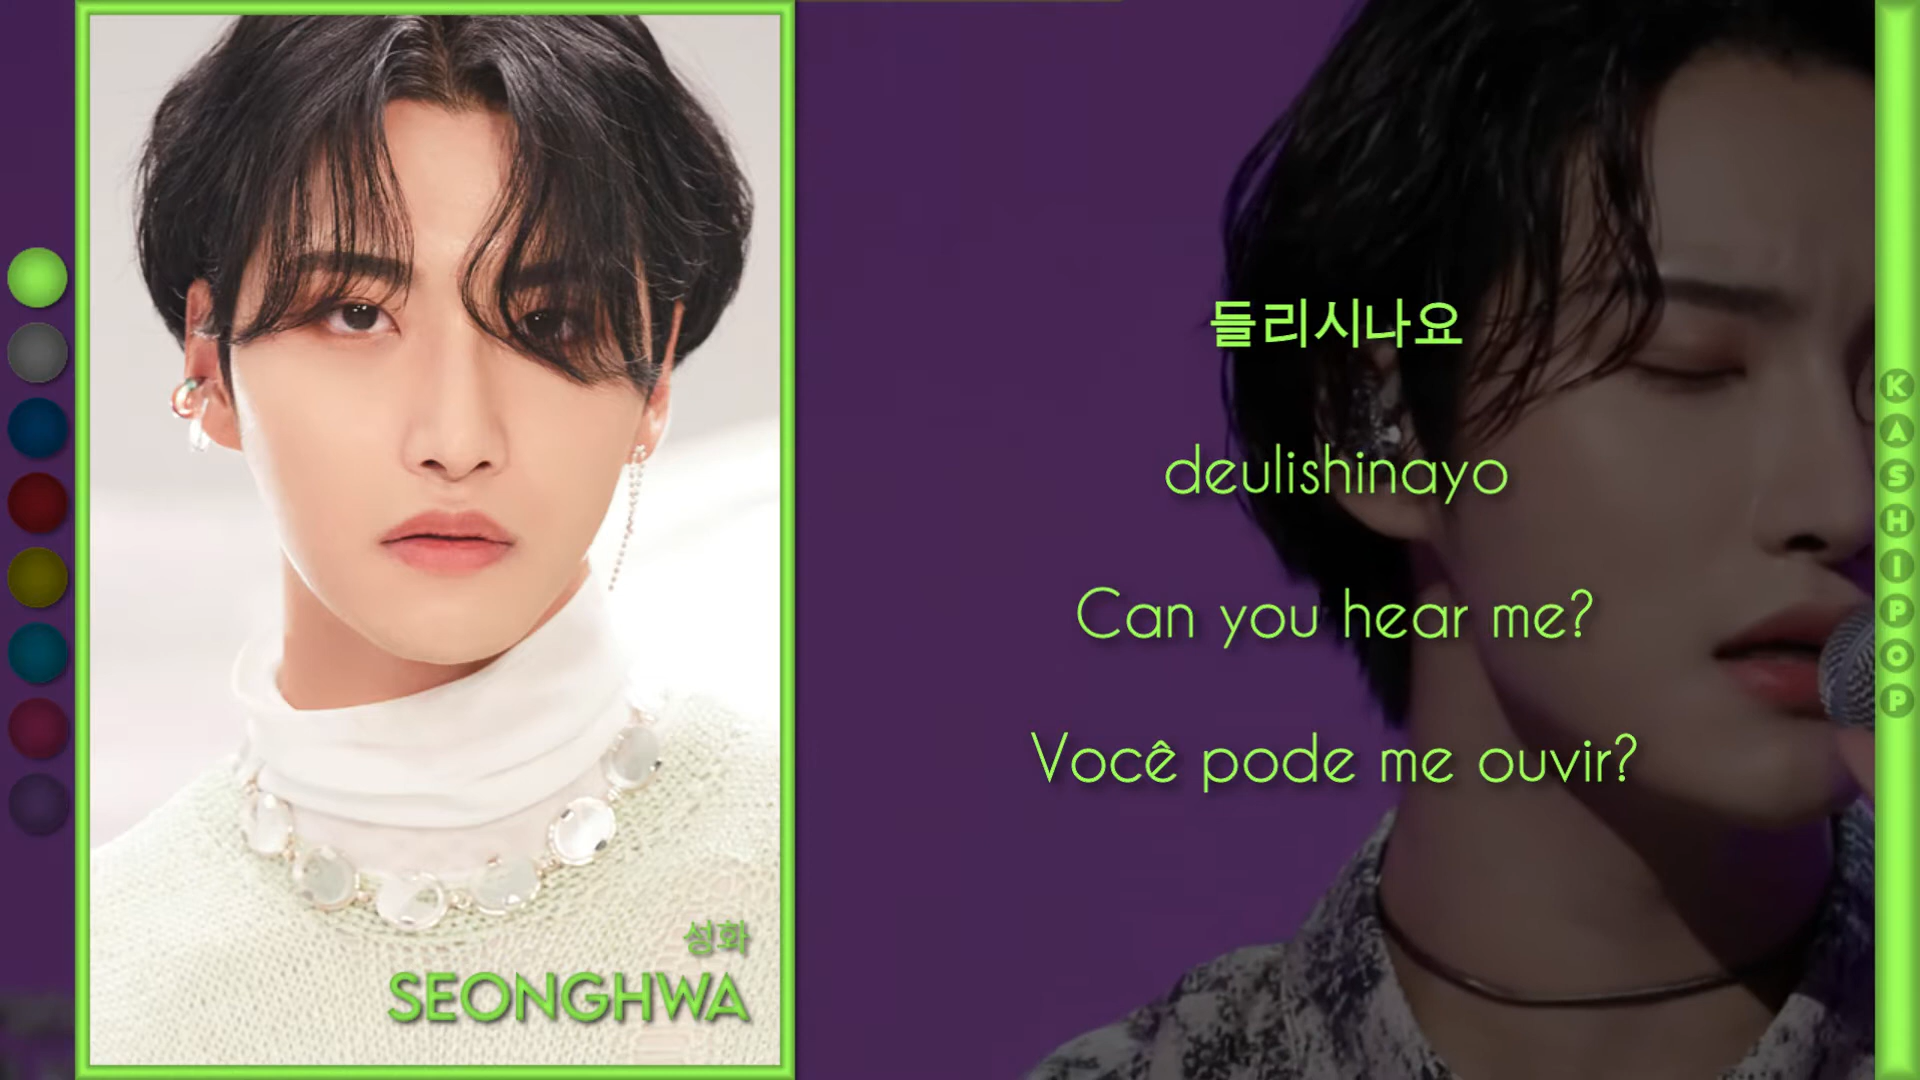 성화
SEONGHWA
들리시나요
deulishinayo
Can you hear me?
Você pode me ouvir?
KASHIPOP